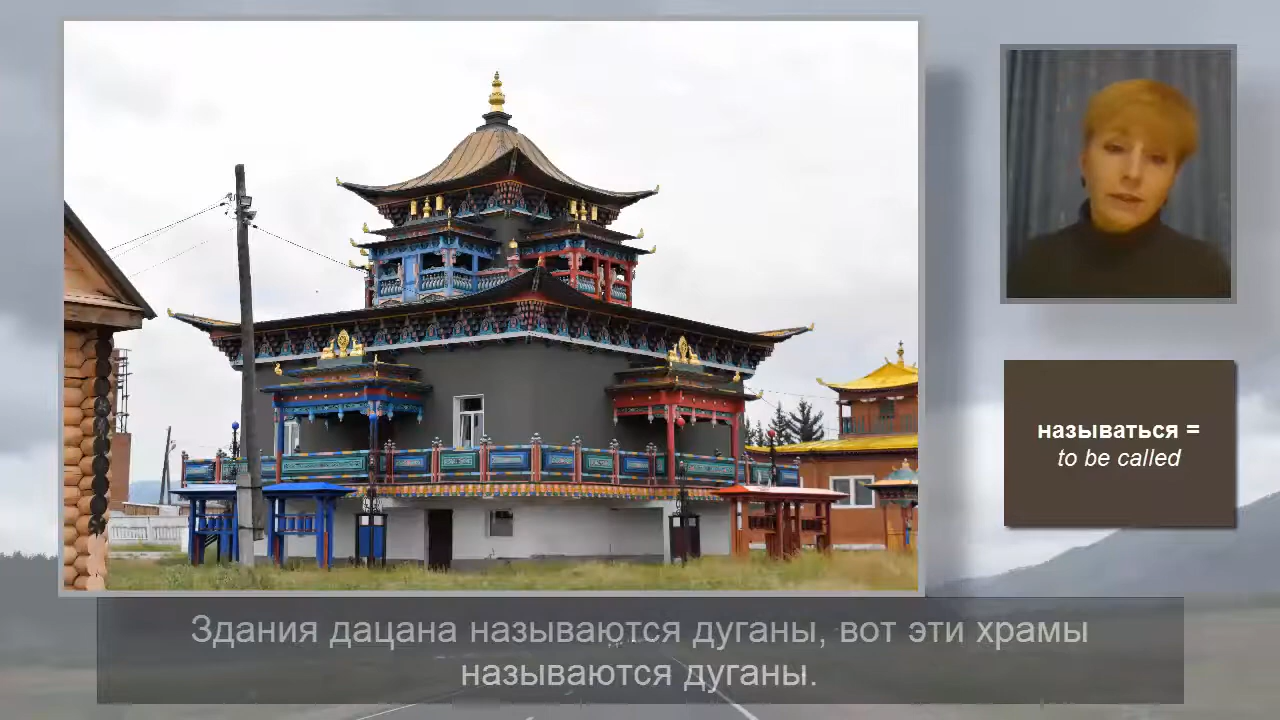 называться =
to be called
Здания дацана называются дуганы, вот эти храмы
называются дуганы.